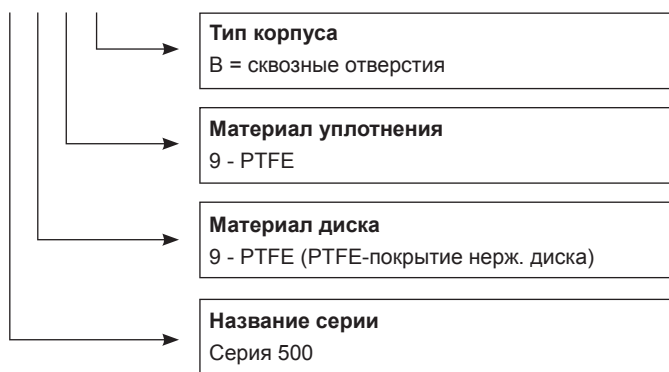 Тип корпуса
B = сквозные отверстия
Материал уплотнения
9 - PTFE
Материал диска
9 - PTFE (PTFE-покрытие нерж. диска)
Название серии
Серия 500